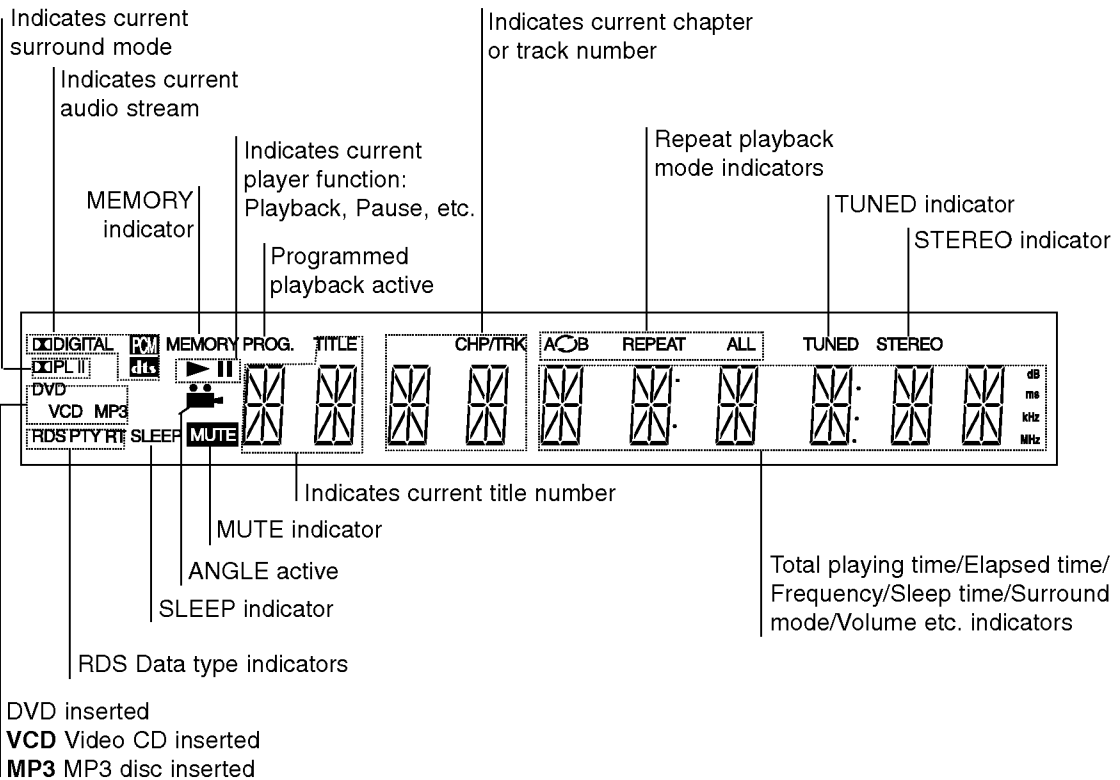 Indicates current
surround mode
Indicates current
audio stream
MEMORY
indicator
Indicates current
player function:
Playback, Pause, etc.
Programmed
playback active
Indicates current chapter
or track number
Repeat playback
mode indicators
TUNED indicator
STEREO indicator
DIGITAL PCM MEMORY PROG. TITLE CHP/TRK A B REPEAT ALL TUNED STEREO
PL II dts
DVD
VCD MP3
RDS PTY RT SLEEP MUTE
dB
ms
kHz
MHz
Indicates current title number
MUTE indicator
ANGLE active
SLEEP indicator
RDS Data type indicators
Total playing time/Elapsed time/
Frequency/Sleep time/Surround
mode/Volume etc. indicators
DVD inserted
VCD Video CD inserted
MP3 MP3 disc inserted